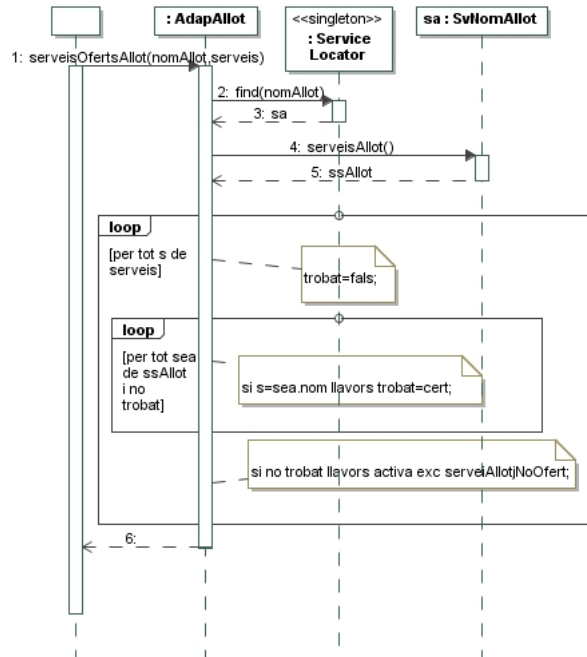 : AdapAllot
<<singleton>>
: Service
Locator
sa : SvNomAllot
1: serveisOfertsAllot(nomAllot,serveis)
2: find(nomAllot)
3: sa
4: serveisAllot()
5: ssAllot
loop
[per tot s de
serveis]
trobat=fals;
loop
[per tot sea
de ssAllot
i no
trobat]
si s=sea.nom llavors trobat=cert;
si no trobat llavors activa exc serveiAllotjNoOfert;
6: